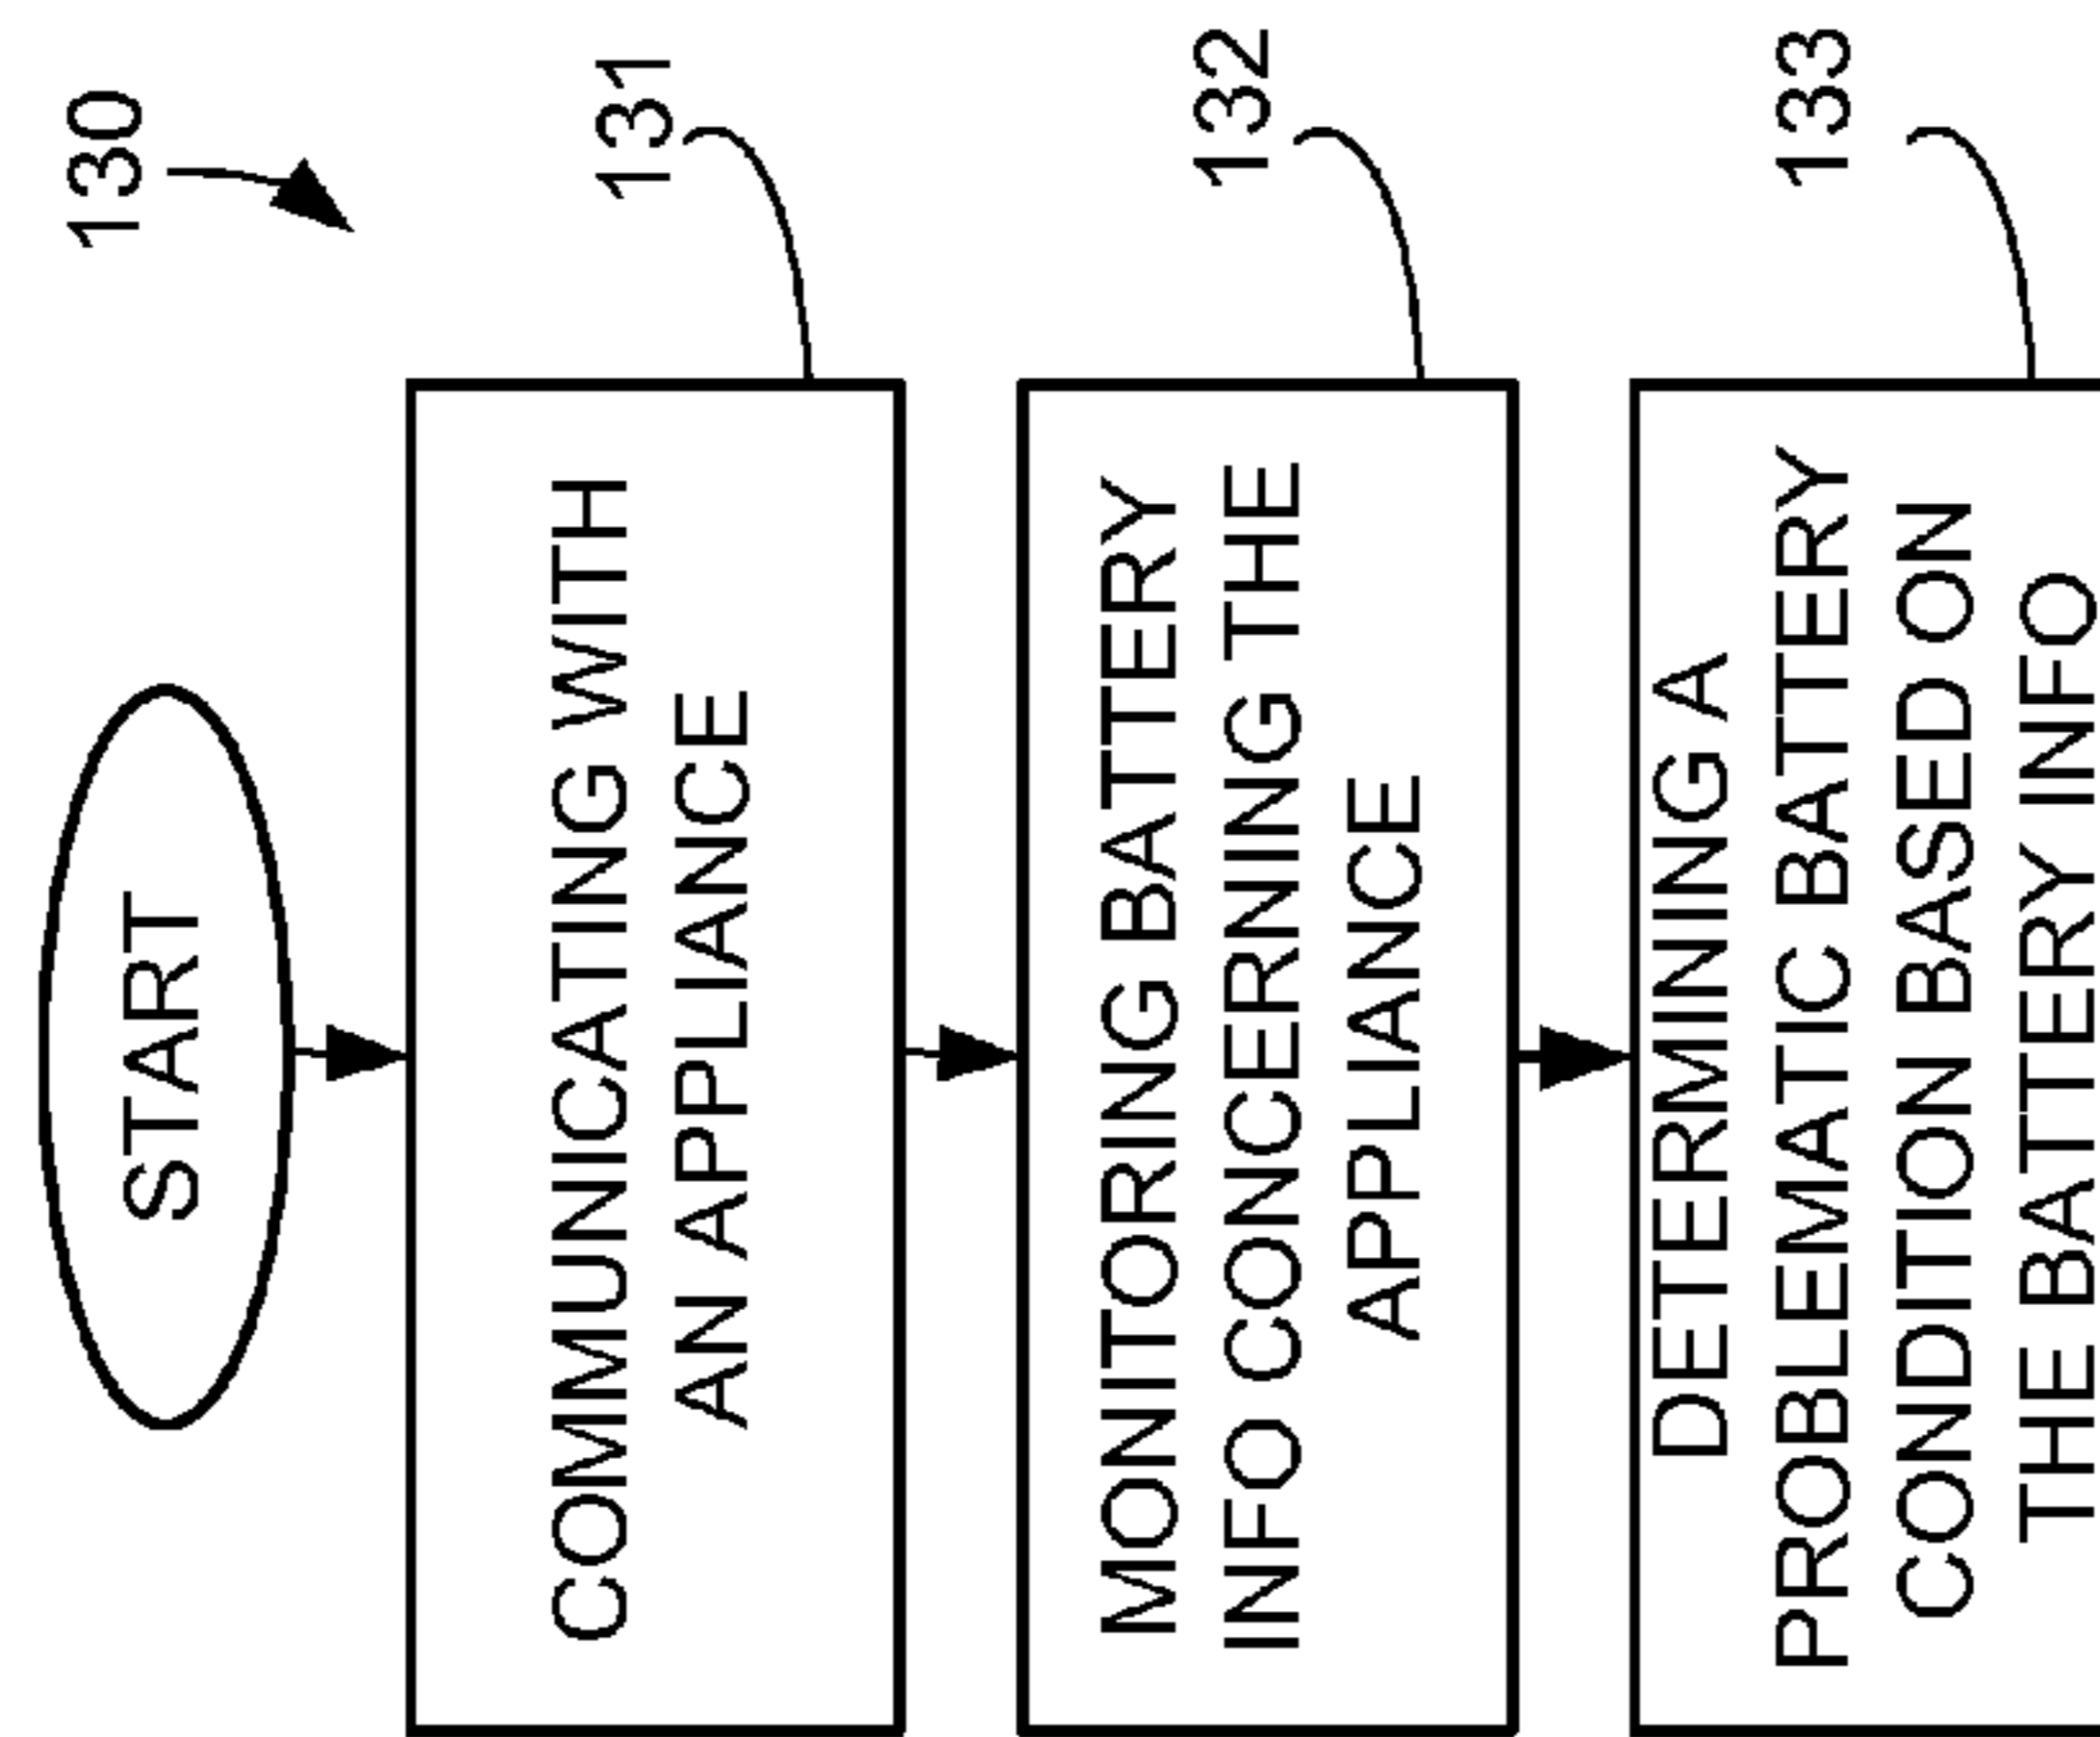 130
START
131
COMMUNICATING WITH
AN APPLIANCE
132
MONITORING BATTERY
INFO CONCERNING THE
APPLIANCE
133
DETERMINING A
PROBLEMATIC BATTERY
CONDITION BASED ON
THE BATTERY INFO